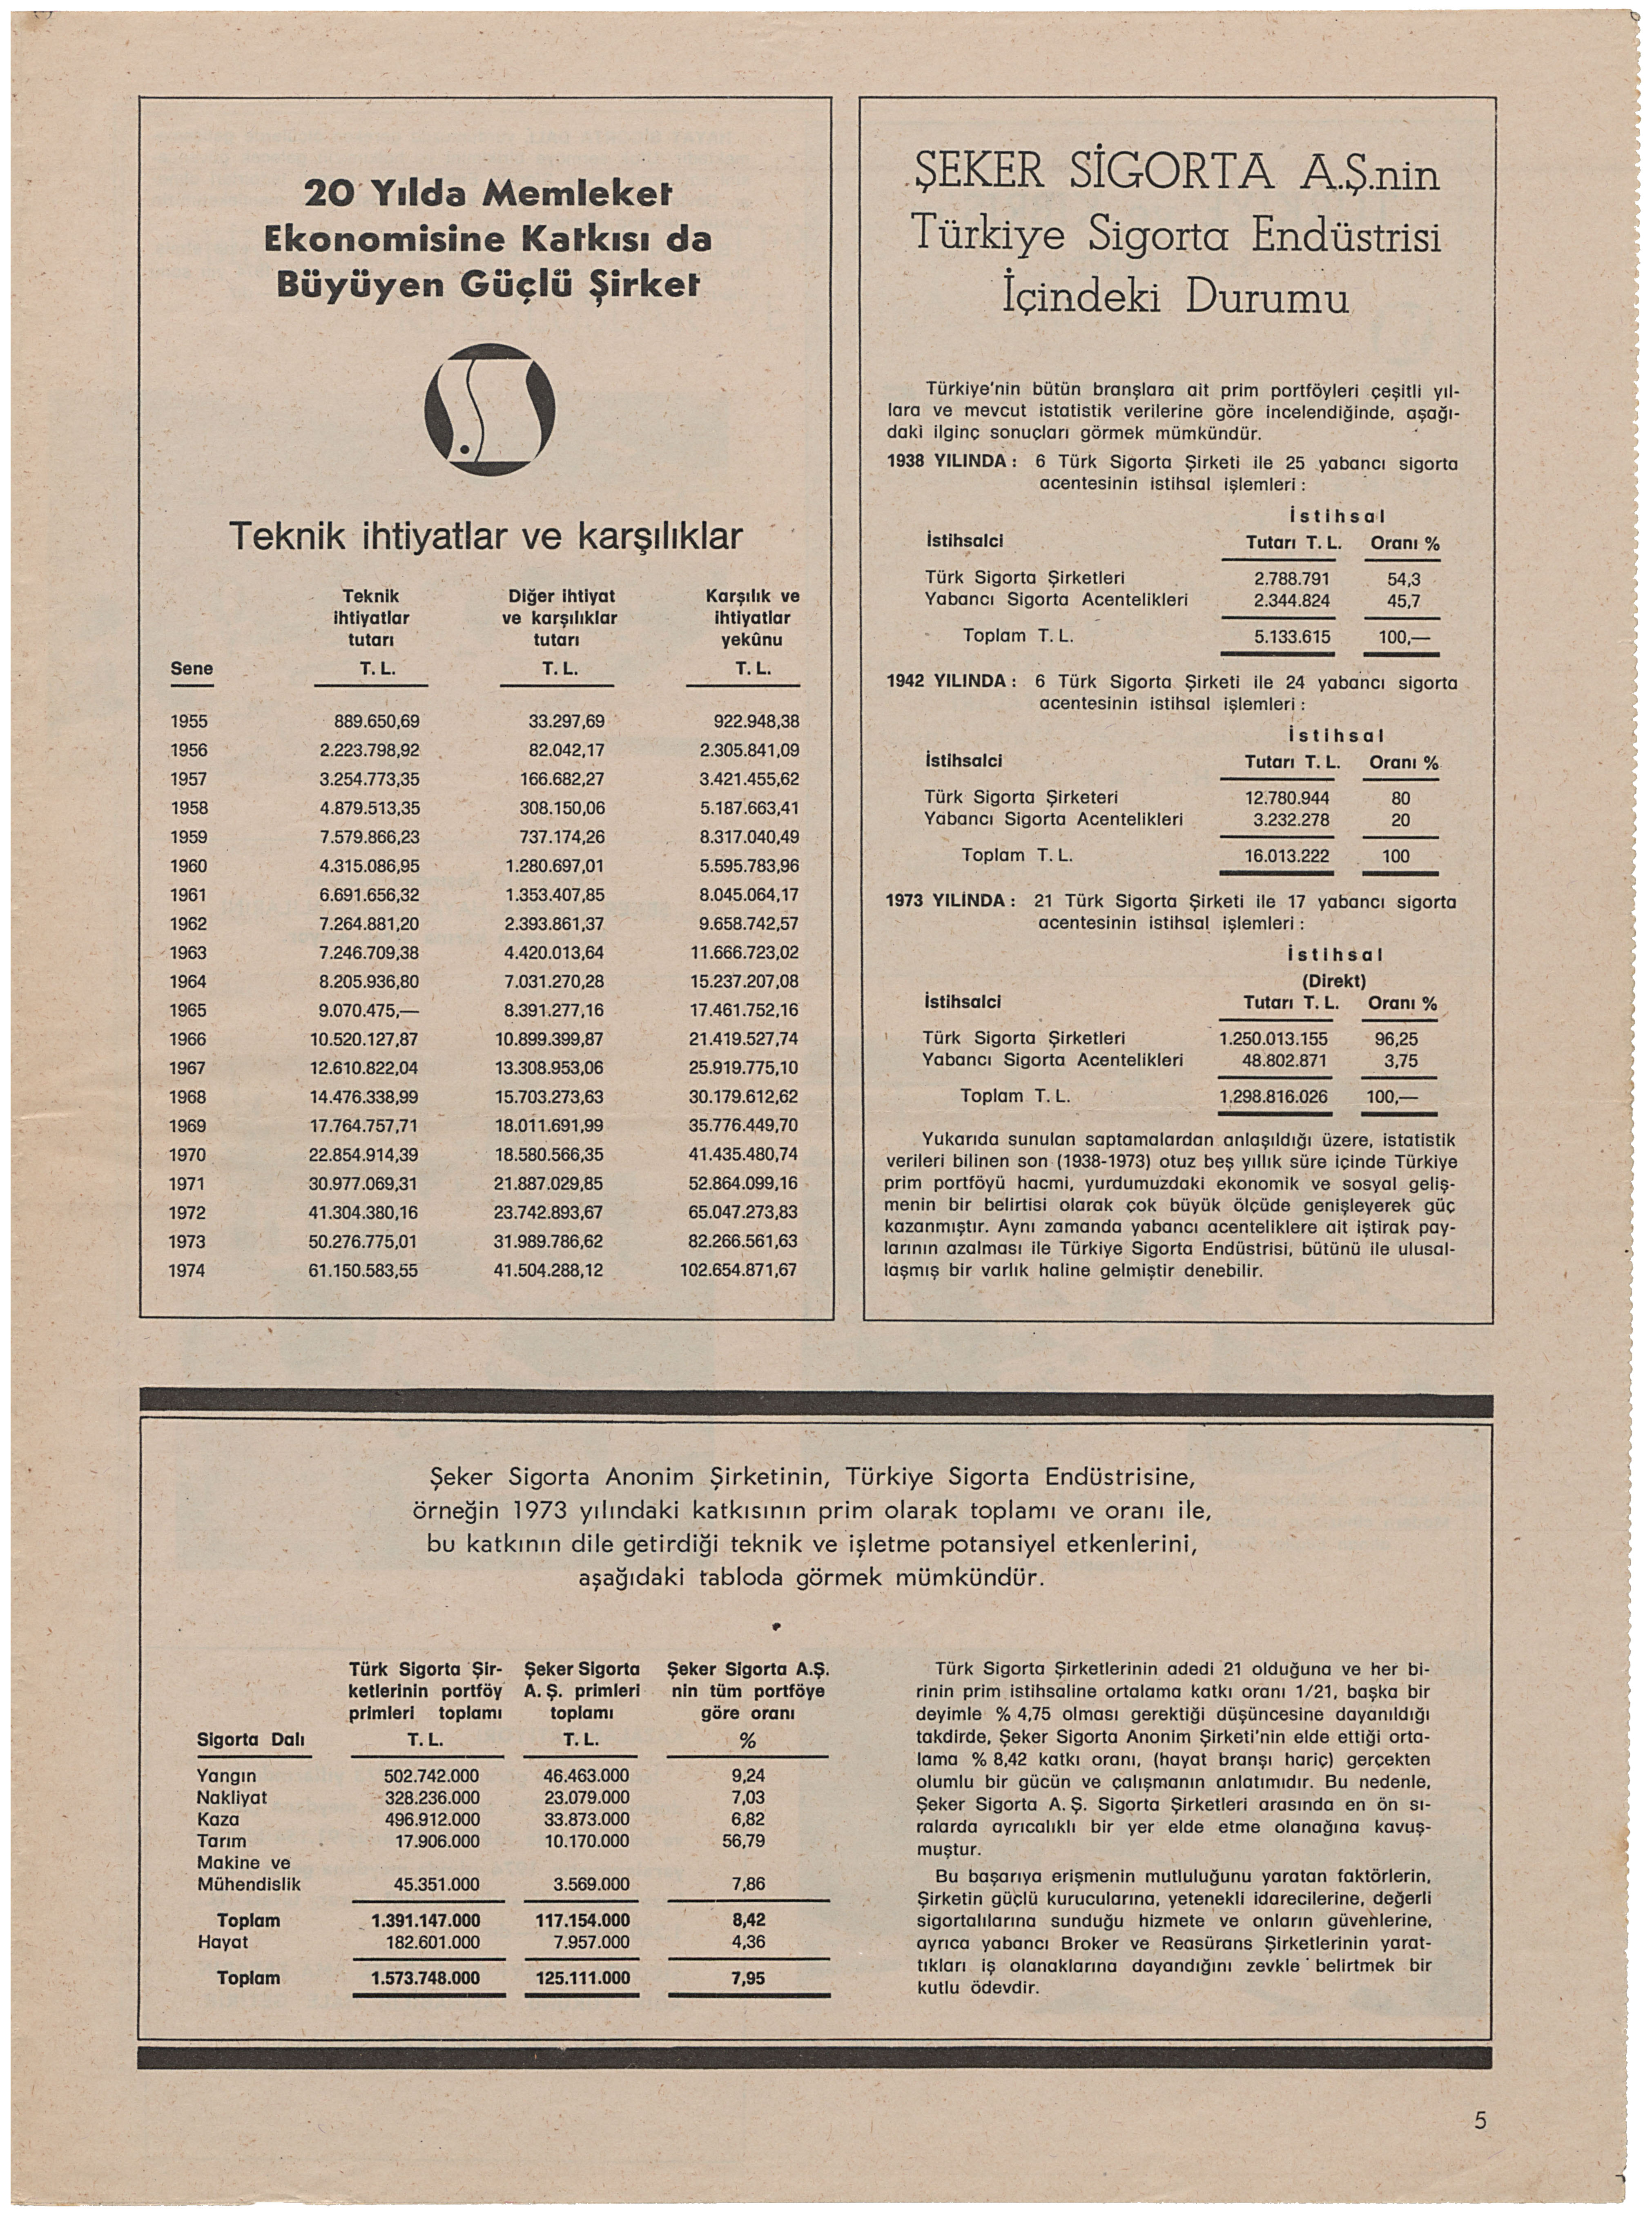 20 Yılda Memleket
Ekonomisine Katkısı da
Büyüyen Güçlü Şirket
Teknik ihtiyatlar ve karşılıklar
Teknik Diğer ihtiyat Karşılık ve
ihtiyatlar ve karşılıklar ihtiyatlar
tutarı tutarı yekûnu
Sene T. L. T. L. T. L.
1955 889.650,69 33.297,69 922.948,38
1956 2.223.798,92 82.042,17 2.305.841,09
1957 3.254.773,35 166.682,27 3.421.455,62
1958 4.879.513,35 308.150,06 5.187.663,41
1959 7.579.866,23 737.174,26 8.317.040,49
1960 4.315.086,95 1.280.697,01 5.595.783,96
1961 6.691.656,32 1.353.407,85 8.045.064,17
1962 7.264.881,20 2.393.861,37 9.658.742,57
1963 7.246.709,38 4.420.013,64 11.666.723,02
1964 8.205.936,80 7.031.270,28 15.237.207,08
1965 9.070.475,— 8.391.277,16 17.461.752,16
1966 10.520.127,87 10.899.399,87 21.419.527,74
1967 12.610.822,04 13.308.953,06 25.919.775,10
1968 14.476.338,99 15.703.273,63 30.179.612,62
1969 17.764.757,71 18.011.691,99 35.776.449,70
1970 22.854.914,39 18.580.566,35 41.435.480,74
1971 30.977.069,31 21.887.029,85 52.864.099,16
1972 41.304.380,16 23.742.893,67 65.047.273,83
1973 50.276.775,01 31.989.786,62 82.266.561,63
1974 61.150.583,55 41.504.288,12 102.654.871,67
ŞEKER SİGORTA A.Ş.nin
Türkiye Sigorta Endüstrisi
İçindeki Durumu
Türkiye'nin bütün branşlara ait prim portföyleri çeşitli yıl-
lara ve mevcut istatistik verilerine göre incelendiğinde, aşağı-
daki ilginç sonuçları görmek mümkündür.
1938 YILINDA : 6 Türk Sigorta Şirketi ile 25 yabancı sigorta
acentesinin istihsal işlemleri :
İstihsal
İstihsalci Tutarı T. L. Oranı %
Türk Sigorta Şirketleri 2.788.791 54,3
Yabancı Sigorta Acentelikleri 2.344.824 45,7
Toplam T. L. 5.133.615 100,—
1942 YILINDA : 6 Türk Sigorta Şirketi ile 24 yabancı sigorta
acentesinin istihsal işlemleri :
İstihsal
İstihsalci Tutarı T. L. Oranı %
Türk Sigorta Şirketeri 12.780.944 80
Yabancı Sigorta Acentelikleri 3.232.278 20
Toplam T. L. 16.013.222 100
1973 YILINDA : 21 Türk Sigorta Şirketi ile 17 yabancı sigorta
acentesinin istihsal işlemleri :
İstihsal
(Direkt)
İstihsalci Tutarı T. L. Oranı %
Türk Sigorta Şirketleri 1.250.013.155 96,25
Yabancı Sigorta Acentelikleri 48.802.871 3,75
Toplam T. L. 1.298.816.026 100,—
Yukarıda sunulan saptamalardan anlaşıldığı üzere, istatistik
verileri bilinen son (1938-1973) otuz beş yıllık süre içinde Türkiye
prim portföyü hacmi, yurdumuzdaki ekonomik ve sosyal geliş-
menin bir belirtisi olarak çok büyük ölçüde genişleyerek güç
kazanmıştır. Aynı zamanda yabancı acenteliklere ait iştirak pay-
larının azalması ile Türkiye Sigorta Endüstrisi, bütünü ile ulusal-
laşmış bir varlık haline gelmiştir denebilir.
Şeker Sigorta Anonim Şirketinin, Türkiye Sigorta Endüstrisine,
örneğin 1973 yılındaki katkısının prim olarak toplamı ve oranı ile,
bu katkının dile getirdiği teknik ve işletme potansiyel etkenlerini,
aşağıdaki tabloda görmek mümkündür.
Türk Sigorta Şir- Şeker Sigorta Şeker Sigorta A.Ş.
ketlerinin portföy A. Ş. primleri nin tüm portföye
primleri toplamı toplamı göre oranı
Sigorta Dalı T. L. T. L. %
Yangın 502.742.000 46.463.000 9,24
Nakliyat 328.236.000 23.079.000 7,03
Kaza 496.912.000 33.873.000 6,82
Tarım 17.906.000 10.170.000 56,79
Makine ve
Mühendislik 45.351.000 3.569.000 7,86
Toplam 1.391.147.000 117.154.000 8,42
Hayat 182.601.000 7.957.000 4,36
Toplam 1.573.748.000 125.111.000 7,95
Türk Sigorta Şirketlerinin adedi 21 olduğuna ve her bi-
rinin prim istihsaline ortalama katkı oranı 1/21, başka bir
deyimle % 4,75 olması gerektiği düşüncesine dayanıldığı
takdirde, Şeker Sigorta Anonim Şirketi'nin elde ettiği orta-
lama % 8,42 katkı oranı, (hayat branşı hariç) gerçekten
olumlu bir gücün ve çalışmanın anlatımıdır. Bu nedenle,
Şeker Sigorta A. Ş. Sigorta Şirketleri arasında en ön sı-
ralarda ayrıcalıklı bir yer elde etme olanağına kavuş-
muştur.
Bu başarıya erişmenin mutluluğunu yaratan faktörlerin,
Şirketin güçlü kurucularına, yetenekli idarecilerine, değerli
sigortalılarına sunduğu hizmete ve onların güvenlerine,
ayrıca yabancı Broker ve Reasürans Şirketlerinin yarat-
tıkları iş olanaklarına dayandığını zevkle belirtmek bir
kutlu ödevdir.
5